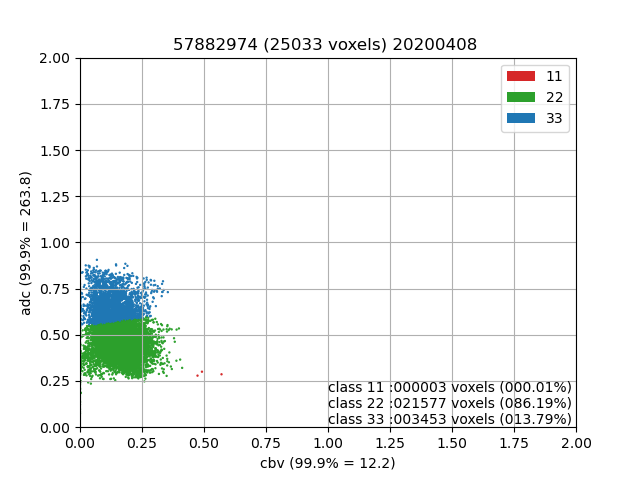 57882974 (25033 voxels) 20200408
2.00
1.75
1.50
1.25
1.00
0.75
0.50
0.25
0.00
adc (99.9% = 263.8)
11
22
33
class 11 :000003 voxels (000.01%)
class 22 :021577 voxels (086.19%)
class 33 :003453 voxels (013.79%)
0.00 0.25 0.50 0.75 1.00 1.25 1.50 1.75 2.00
cbv (99.9% = 12.2)